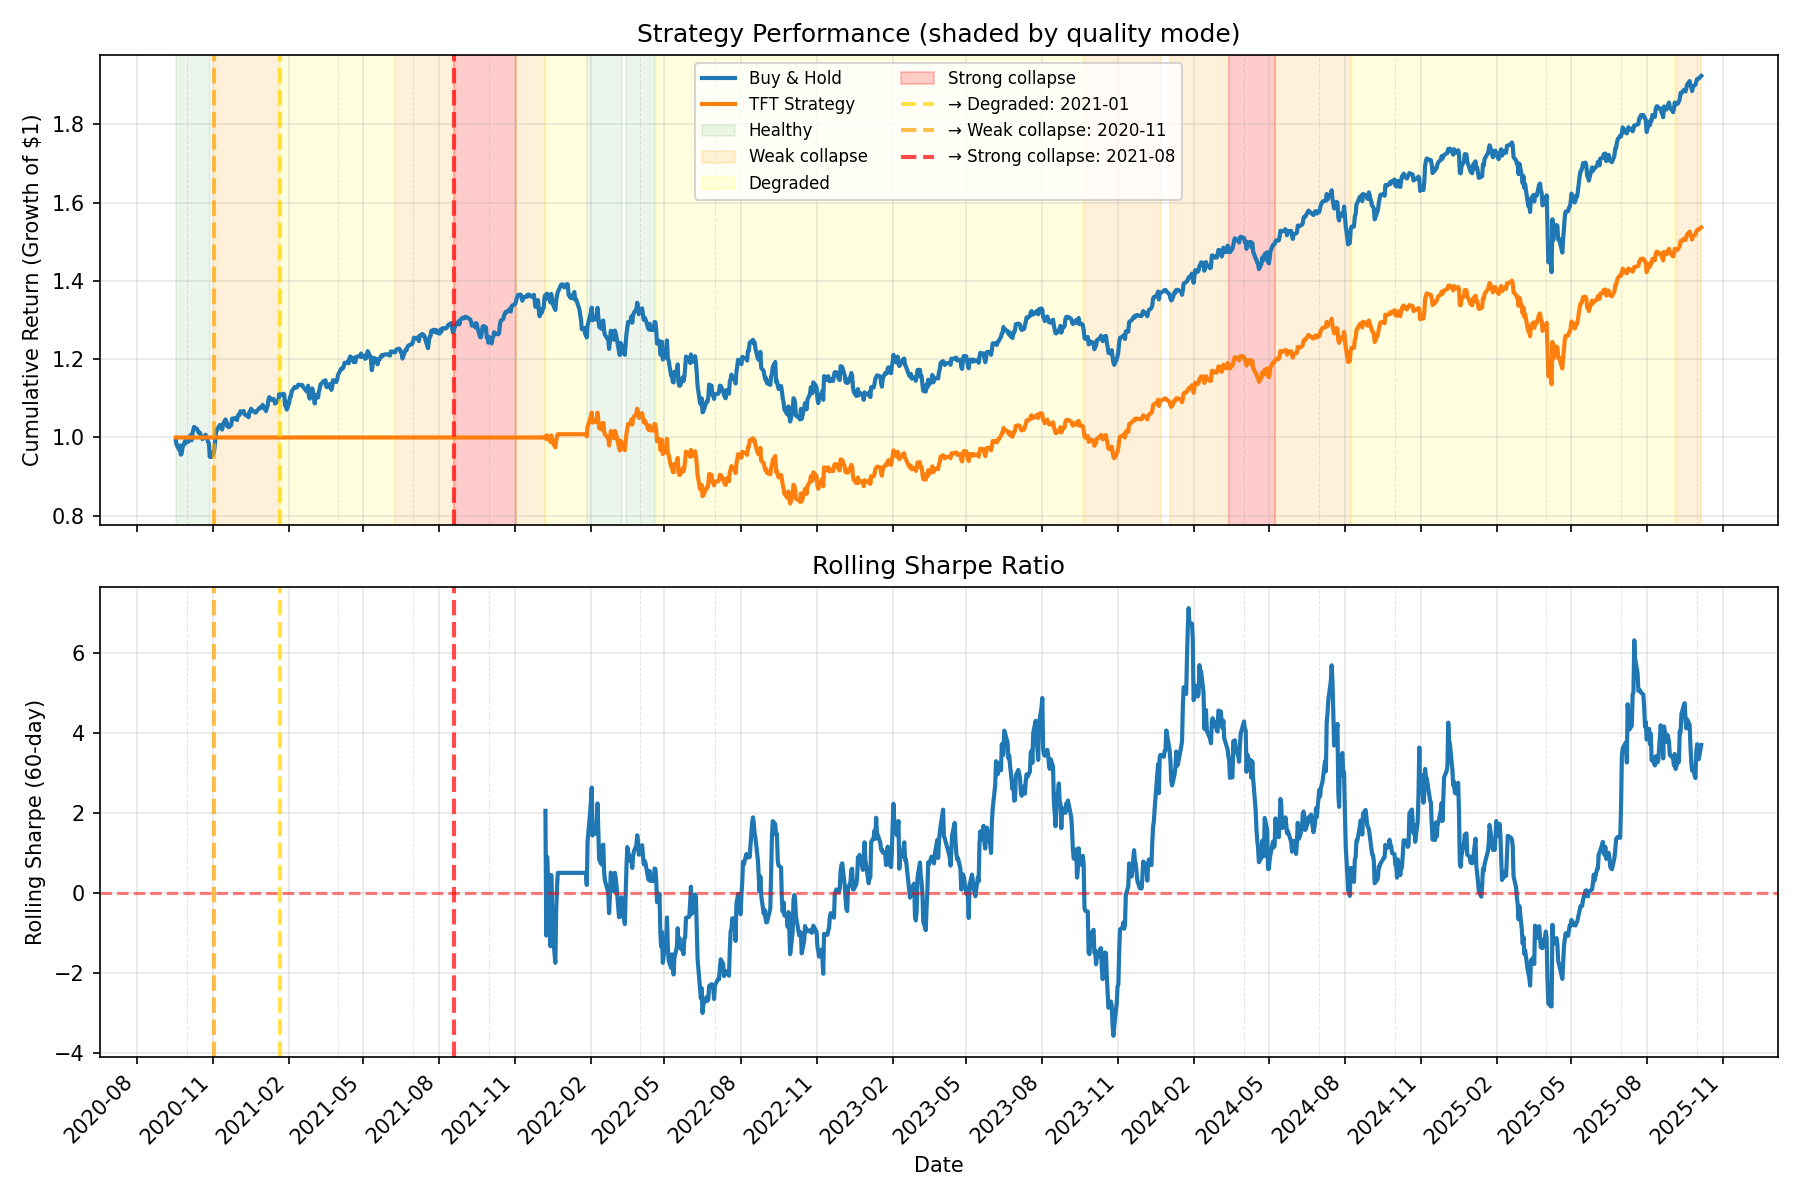 Strategy Performance (shaded by quality mode)
Cumulative Return (Growth of $1)
1.8
1.6
1.4
1.2
1.0
0.8
Buy & Hold
TFT Strategy
Healthy
Weak collapse
Degraded
Strong collapse
→ Degraded: 2021-01
→ Weak collapse: 2020-11
→ Strong collapse: 2021-08
Rolling Sharpe Ratio
Rolling Sharpe (60-day)
6
4
2
0
−2
−4
2020-08
2020-11
2021-02
2021-05
2021-08
2021-11
2022-02
2022-05
2022-08
2022-11
2023-02
2023-05
2023-08
2023-11
2024-02
2024-05
2024-08
2024-11
2025-02
2025-05
2025-08
2025-11
Date